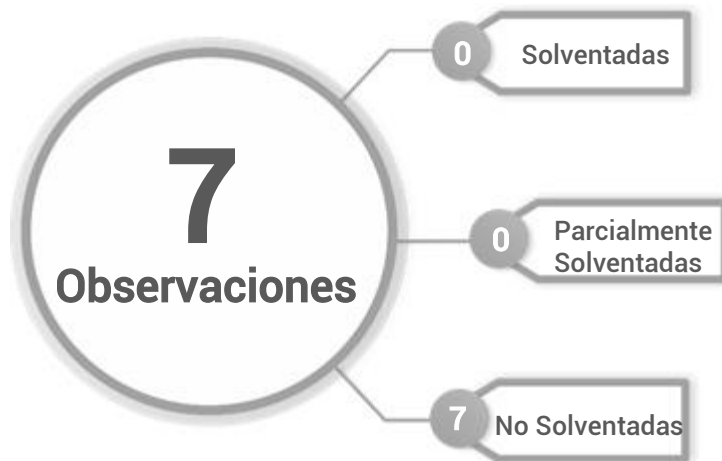 7
Observaciones
0
Solventadas
0
Parcialmente
Solventadas
7
No Solventadas